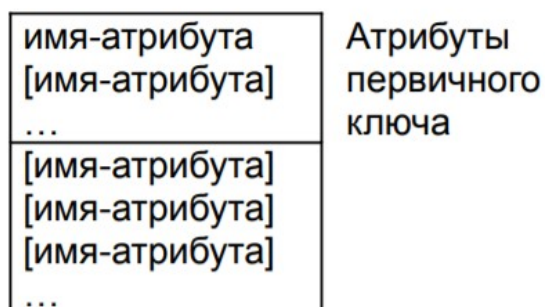 имя-атрибута
[имя-атрибута]
...
[имя-атрибута]
[имя-атрибута]
[имя-атрибута]
...
Атрибуты
первичного
ключа